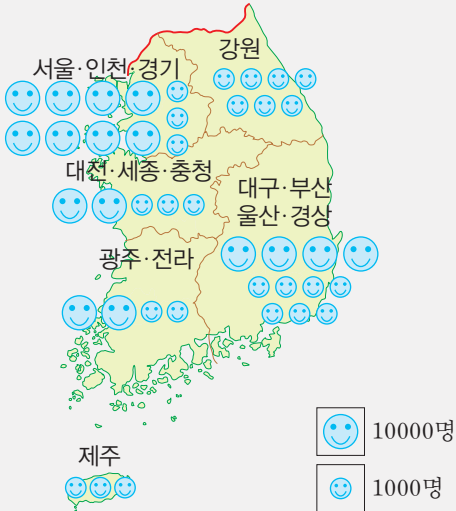 강원
서울·인천·경기
대전·세종·충청
대구·부산
울산·경상
광주·전라
제주
10000명
1000명